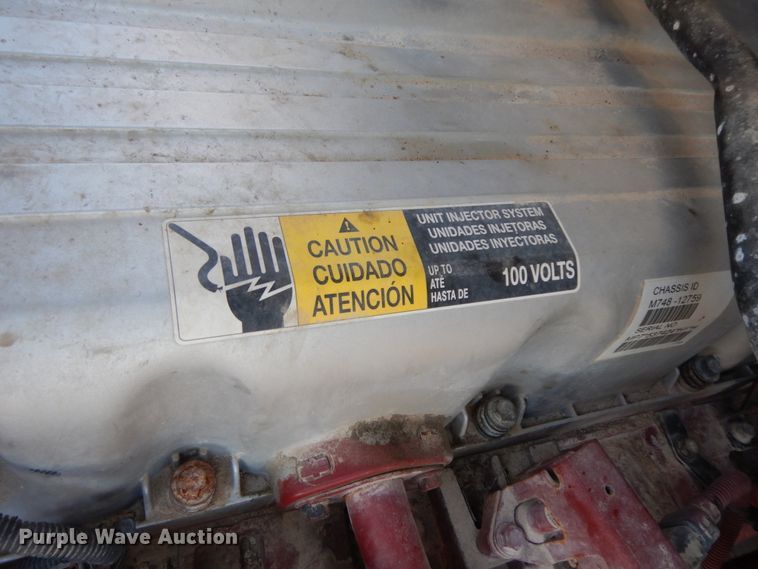 CAUTION
CUIDADO
ATENCIÓN
UNIT INJECTOR SYSTEM
UNIDADES INJETORAS
UNIDADES INYECTORAS
UP TO
ATÉ
HASTA DE
100 VOLTS
CHASSIS ID
M748 -12759
SERIAL NO
Purple Wave Auction®